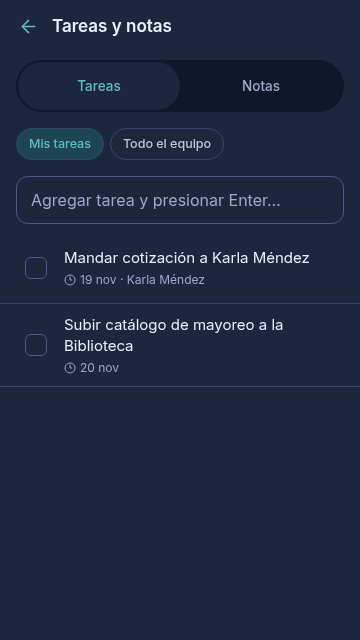 Tareas y notas
Tareas
Notas
Mis tareas
Todo el equipo
Agregar tarea y presionar Enter...
Mandar cotización a Karla Méndez
19 nov · Karla Méndez
Subir catálogo de mayoreo a la
Biblioteca
20 nov